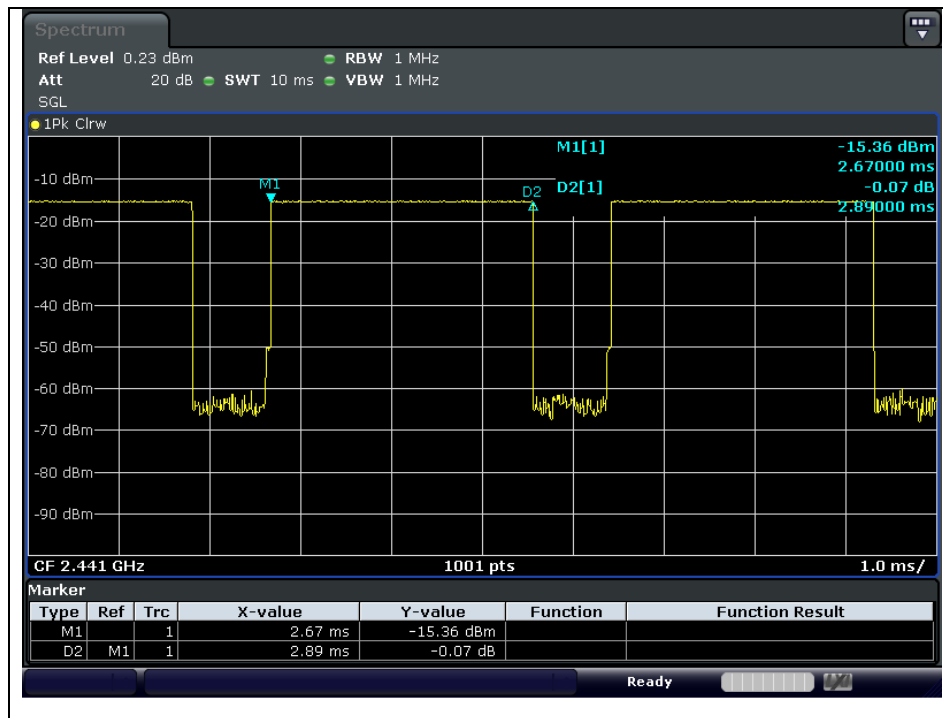 Spectrum
Ref Level 0.23 dBm RBW 1 MHz
Att 20 dB SWT 10 ms VBW 1 MHz
SGL
1Pk Clrw
M1[1] -15.36 dBm
2.67000 ms
D2[1] -0.07 dB
2.89000 ms
M1
D2
-10 dBm
-20 dBm
-30 dBm
-40 dBm
-50 dBm
-60 dBm
-70 dBm
-80 dBm
-90 dBm
CF 2.441 GHz 1001 pts 1.0 ms/
Marker
Type Ref Trc X-value Y-value Function Function Result
M1 1 2.67 ms -15.36 dBm
D2 M1 1 2.89 ms -0.07 dB
Ready